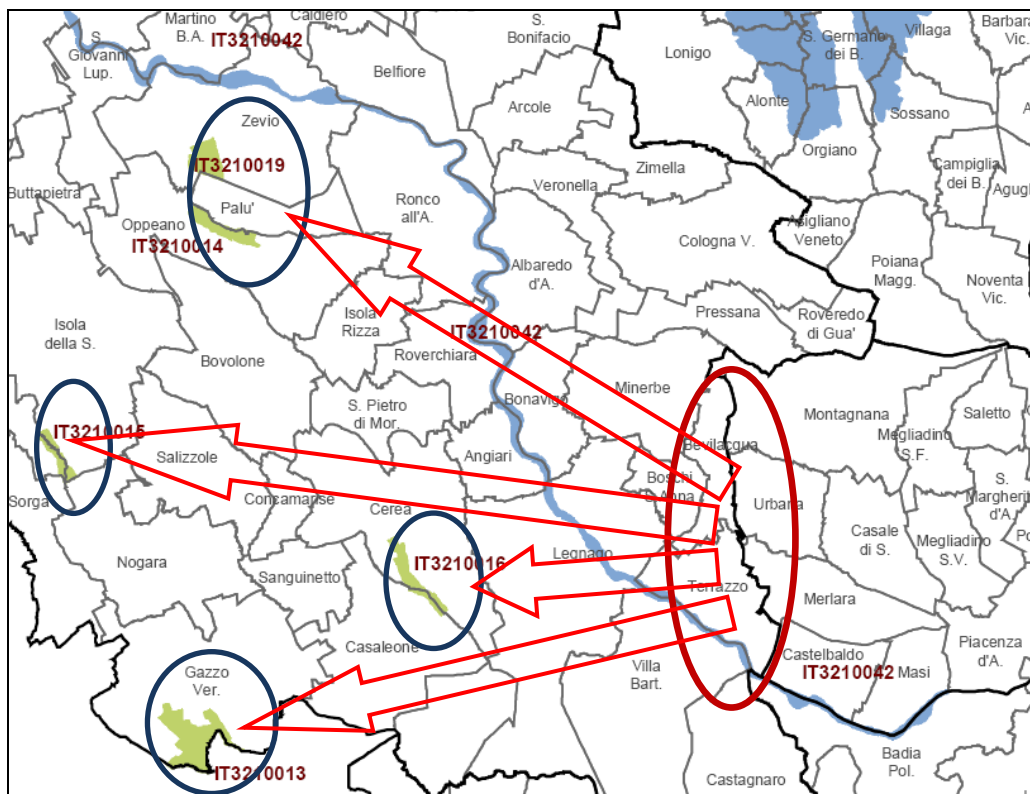 Martino
B.A.
Caldiero
IT3210042
S.
Bonifacio
Lonigo
S. Germano
dei B.
Villaga
Barbara
Vic.
S.
Giovanni
Lup.
Belfiore
Arcole
Alonte
Sossano
Zevio
Orgiano
IT3210019
Zimella
Campiglia
dei B.
Agugl
Buttapietra
Veronella
Ronco
all'A.
Palu'
Oppeano
IT3210014
Asigliano
Veneto
Cologna V.
Poiana
Magg.
Albaredo
d'A.
Noventa
Vic.
Isola
Rizza
Pressana
Roveredo
di Gua'
Isola
della S.
IT3210042
Bovolone
Roverchiara
Minerbe
Bonavigo
S. Pietro
di Mor.
Montagnana
Saletto
IT3210015
Megliadino
S.F.
Bevilacqua
Salizzole
Angiari
Boschi
S. Anna
S.
Margherita
d'A.
Sorga'
Concamarise
Cerea
Urbana
Casale
di S.
Megliadino
S.V.
Po
Nogara
IT3210016
Legnago
Sanguinetto
Terrazzo
Merlara
Casaleone
Castelbaldo
Piacenza
d'A.
Gazzo
Ver.
Villa
Bart.
IT3210042
Masi
IT3210013
Badia
Pol.
Castagnaro